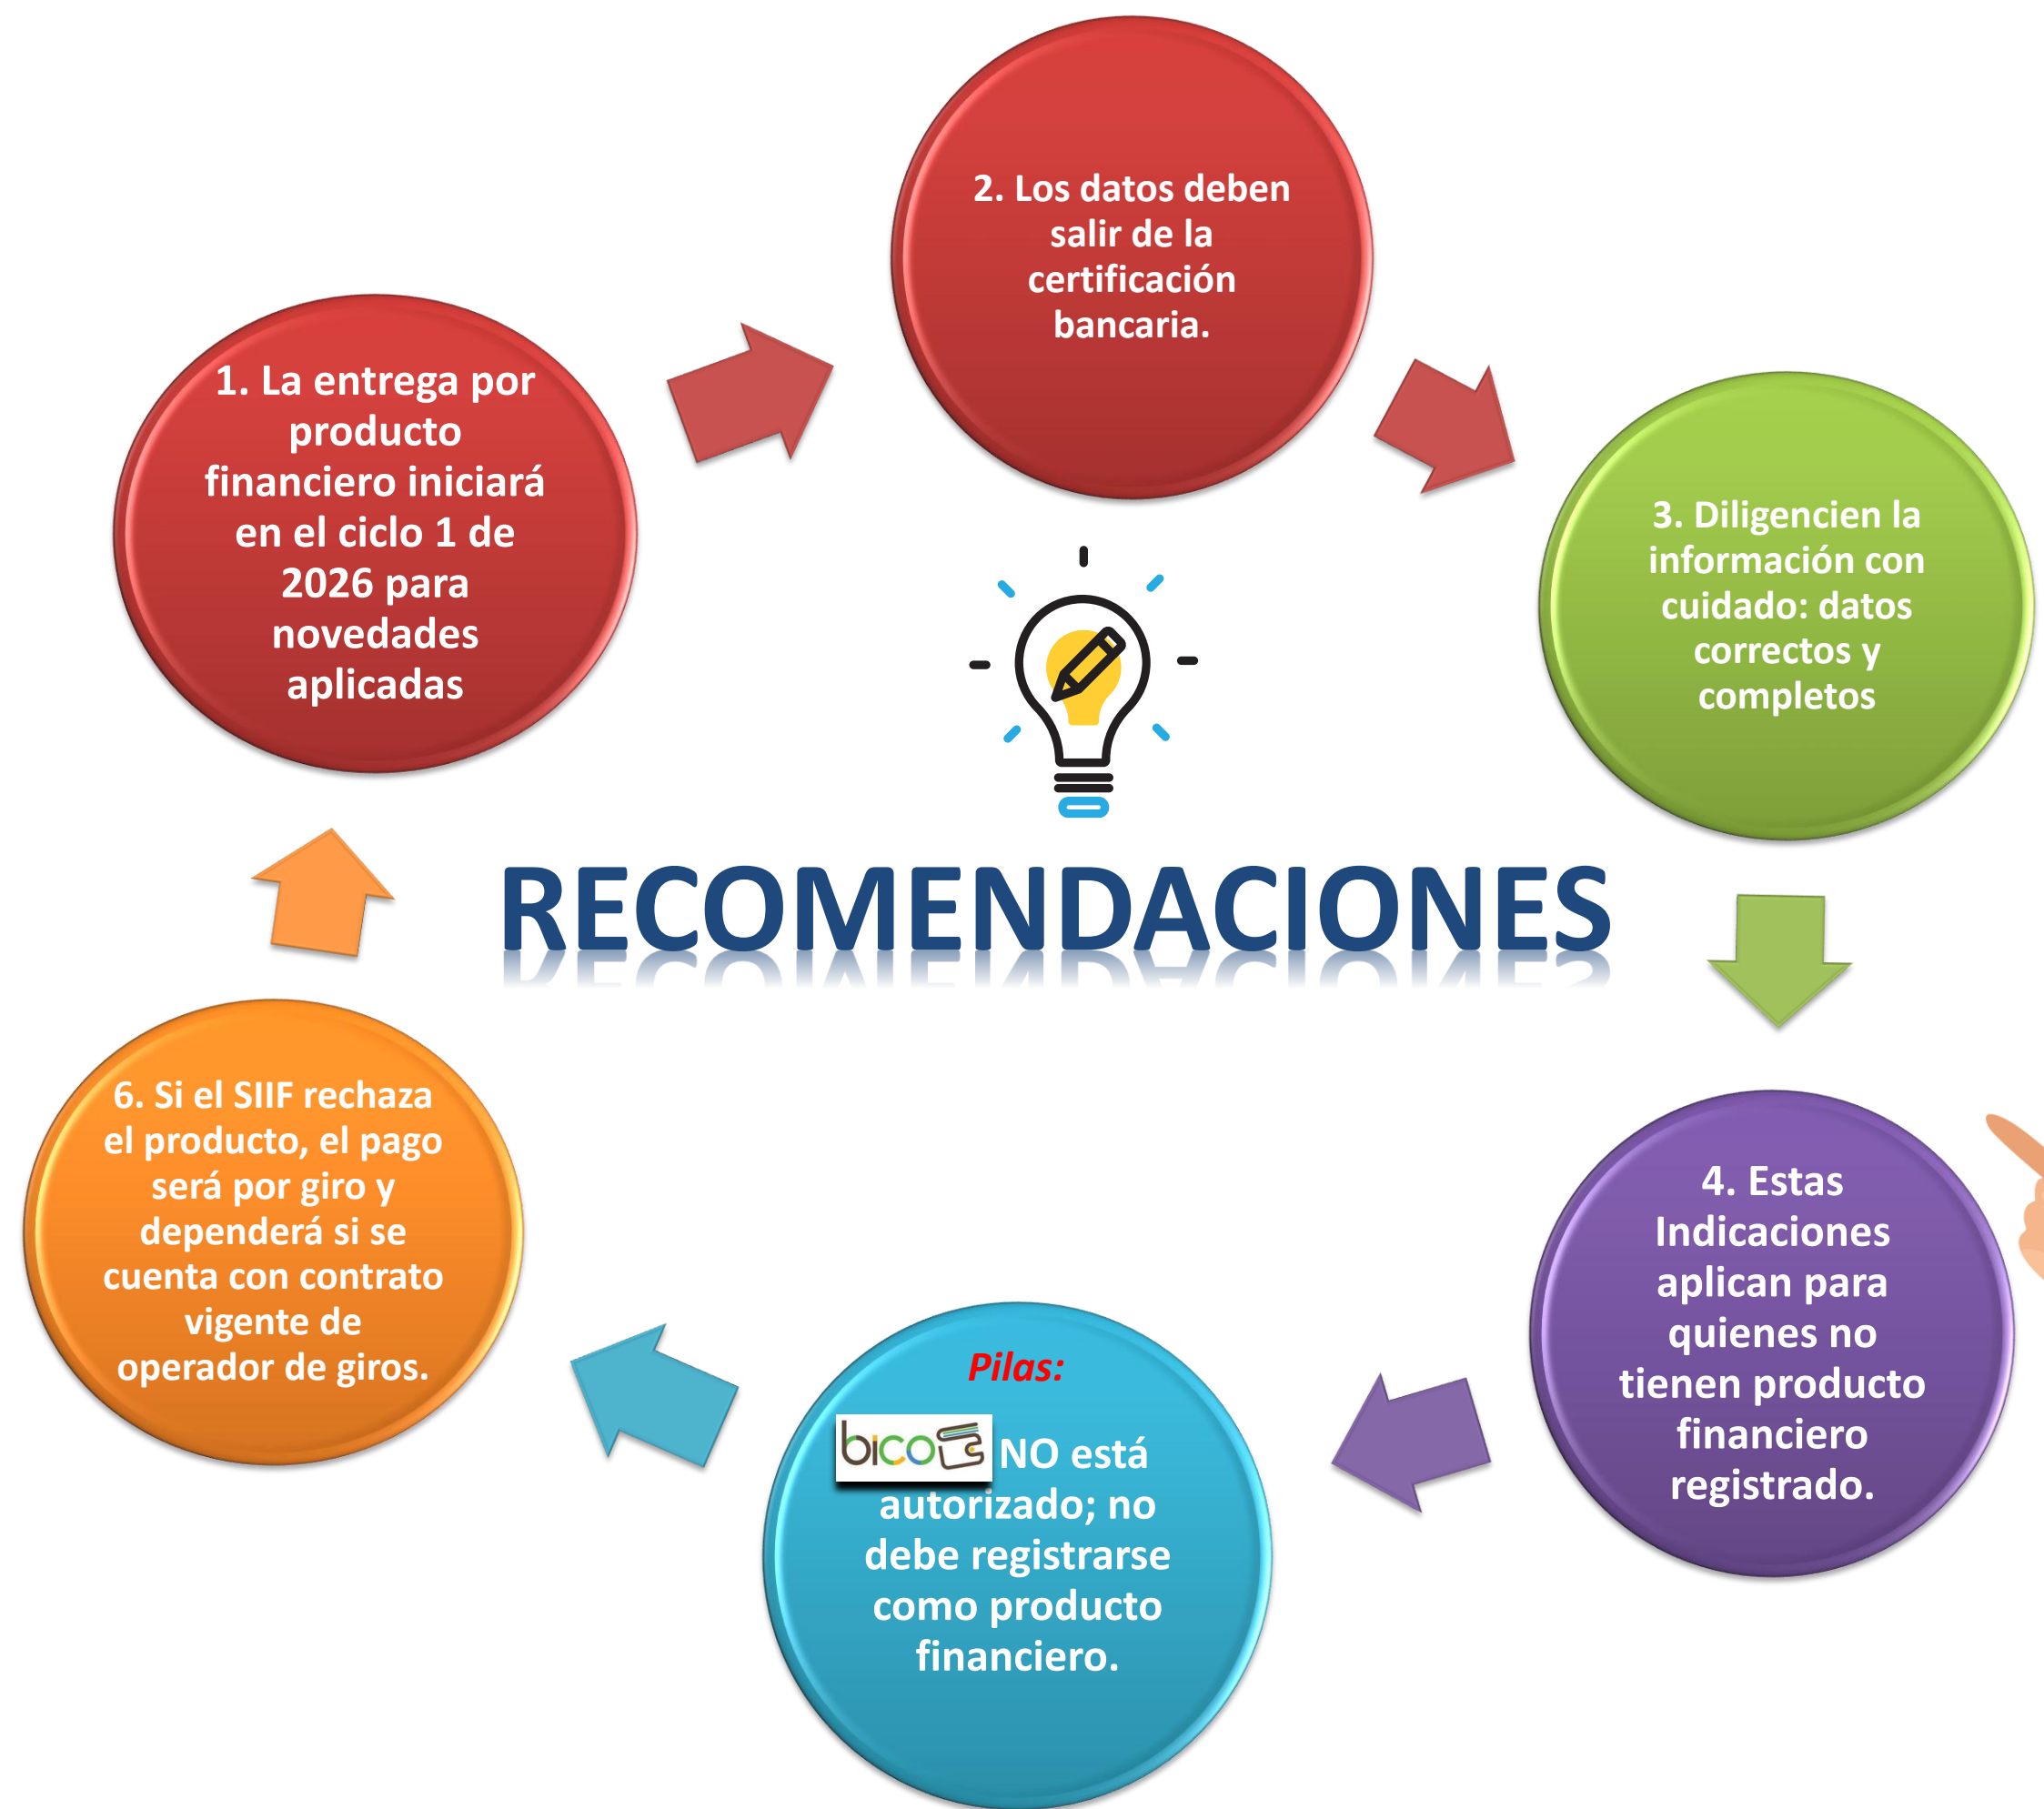 1. La entrega por
producto
financiero iniciará
en el ciclo 1 de
2026 para
novedades
aplicadas
2. Los datos deben
salir de la
certificación
bancaria.
3. Diligencien la
información con
cuidado: datos
correctos y
completos
RECOMENDACIONES
4. Estas
Indicaciones
aplican para
quienes no
tienen producto
financiero
registrado.
Pilas:
bico NO está
autorizado; no
debe registrarse
como producto
financiero.
6. Si el SIIF rechaza
el producto, el pago
será por giro y
dependerá si se
cuenta con contrato
vigente de
operador de giros.